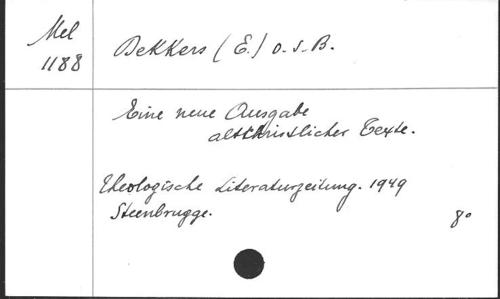 Mel
1188
Dekkers (E.) o.s.B.
Eine neue Ausgabe
altchristlicher Texte.
Theologische Literaturzeitung. 1949
Steenbrugge.
8°